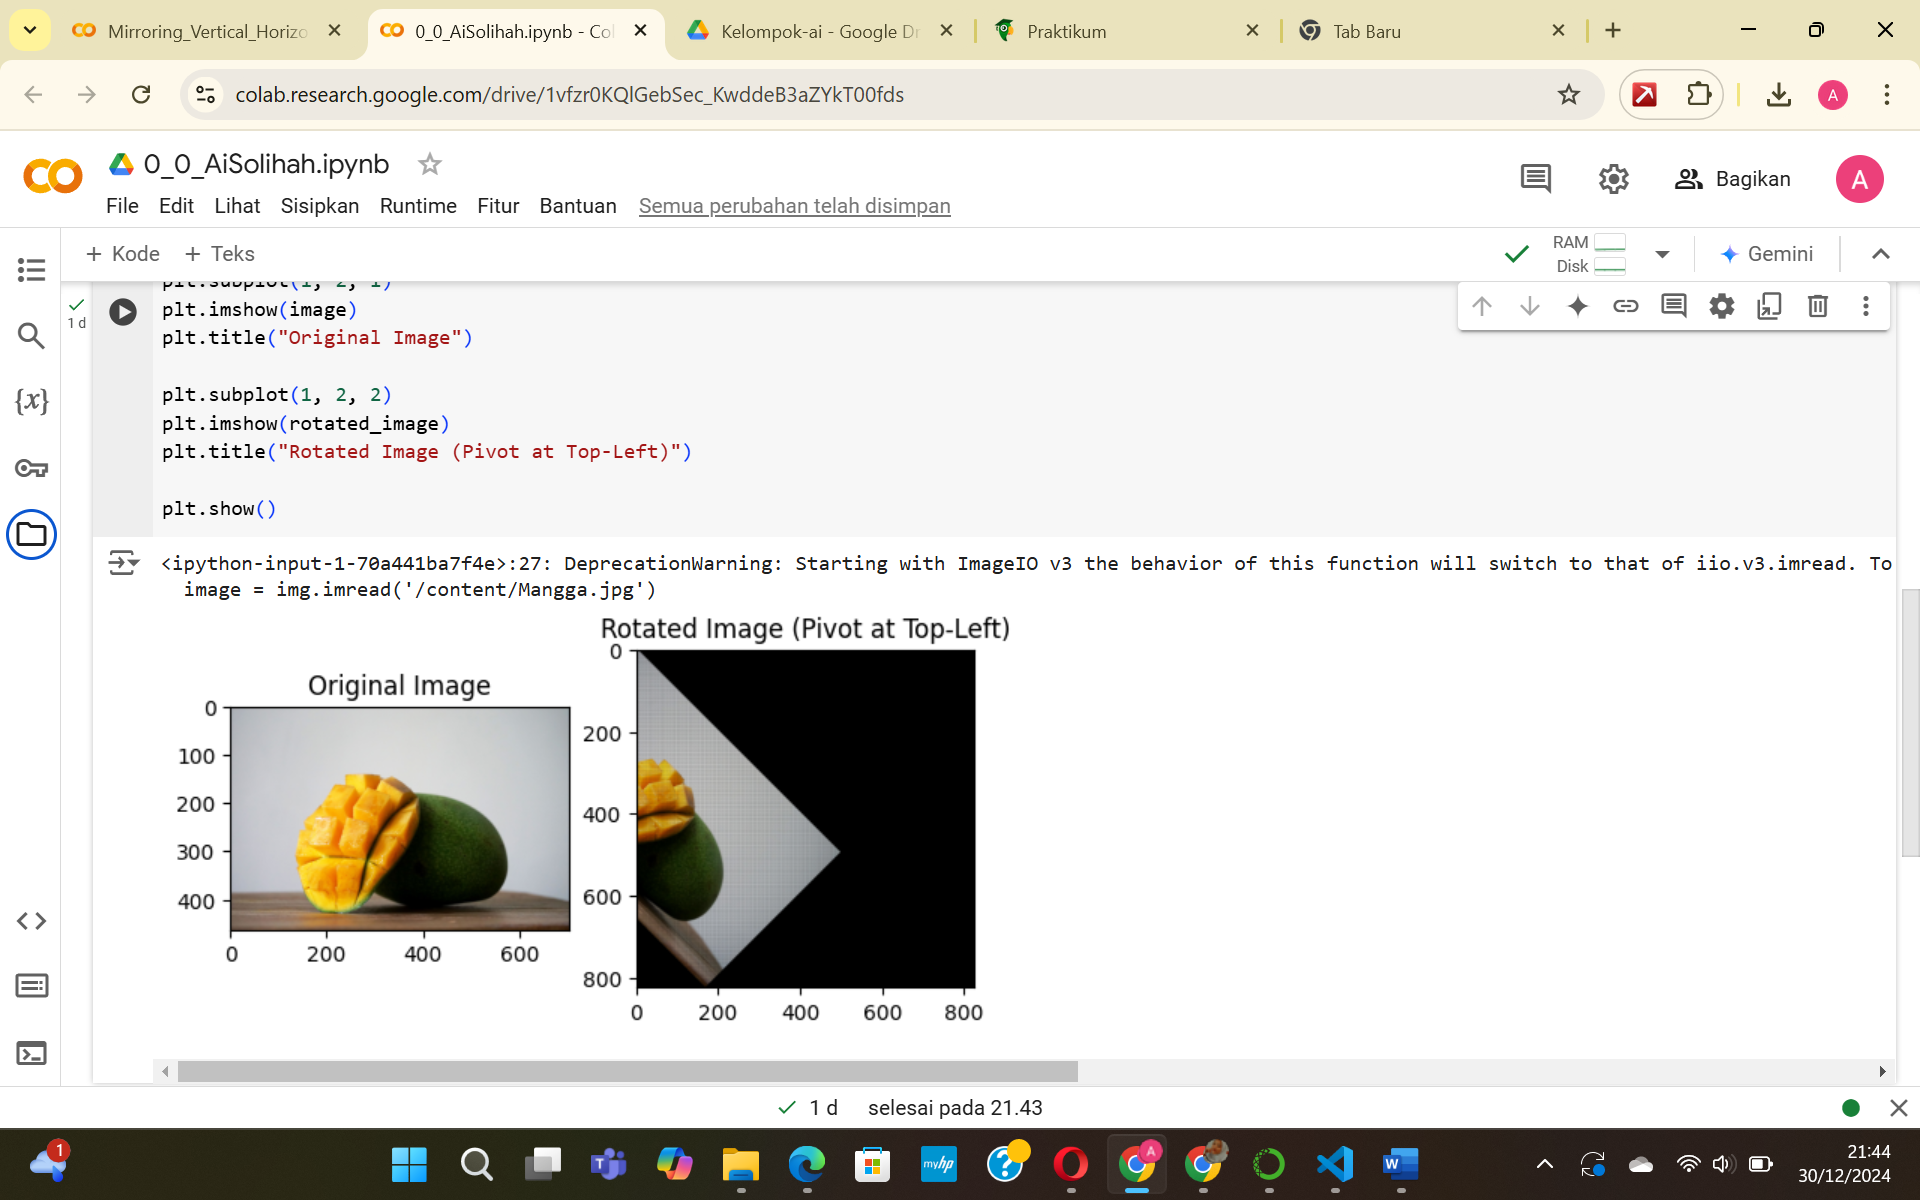 Mirroring_Vertical_Horizo
0_0_AiSolihah.ipynb - Col
Kelompok-ai - Google Dr
Praktikum
Tab Baru
colab.research.google.com/drive/1vfzr0KQlGebSec_KwddeB3aZYkT00fds
A
0_0_AiSolihah.ipynb
Bagikan
A
File Edit Lihat Sisipkan Runtime Fitur Bantuan Semua perubahan telah disimpan
+ Kode + Teks
RAM
Disk
Gemini
plt.subplot(1, 2, 1)
1 d
plt.imshow(image)
plt.title("Original Image")
plt.subplot(1, 2, 2)
plt.imshow(rotated_image)
plt.title("Rotated Image (Pivot at Top-Left)")
plt.show()
<ipython-input-1-70a441ba7f4e>:27: DeprecationWarning: Starting with ImageIO v3 the behavior of this function will switch to that of iio.v3.imread. To
image = img.imread('/content/Mangga.jpg')
Original Image
0
100
200
300
400
0 200 400 600
Rotated Image (Pivot at Top-Left)
0
200
400
600
800
0 200 400 600 800
1 d selesai pada 21.43
1
myhp
A
W
21:44
30/12/2024